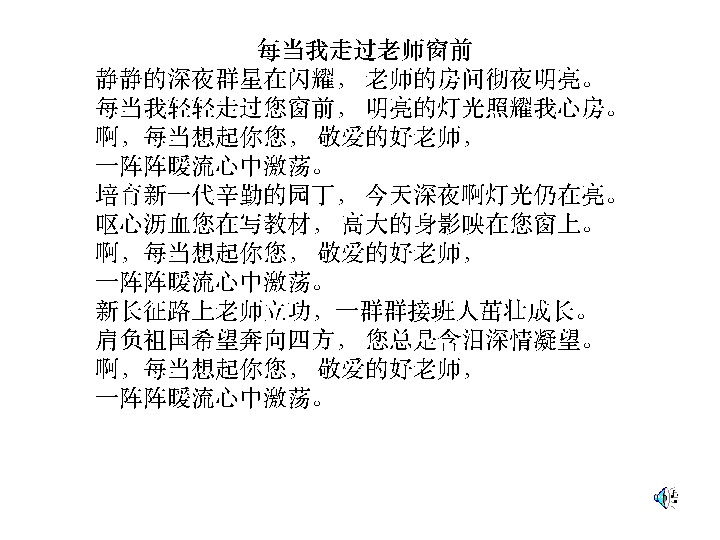 每当我走过老师窗前
静静的深夜群星在闪耀， 老师的房间彻夜明亮。
每当我轻轻走过您窗前， 明亮的灯光照耀我心房。
啊，每当想起你您， 敬爱的好老师，
一阵阵暖流心中激荡。
培育新一代辛勤的园丁， 今天深夜啊灯光仍在亮。
呕心沥血您在写教材， 高大的身影映在您窗上。
啊，每当想起你您， 敬爱的好老师，
一阵阵暖流心中激荡。
新长征路上老师立功，一群群接班人茁壮成长。
肩负祖国希望奔向四方， 您总是含泪深情凝望。
啊，每当想起你您， 敬爱的好老师，
一阵阵暖流心中激荡。